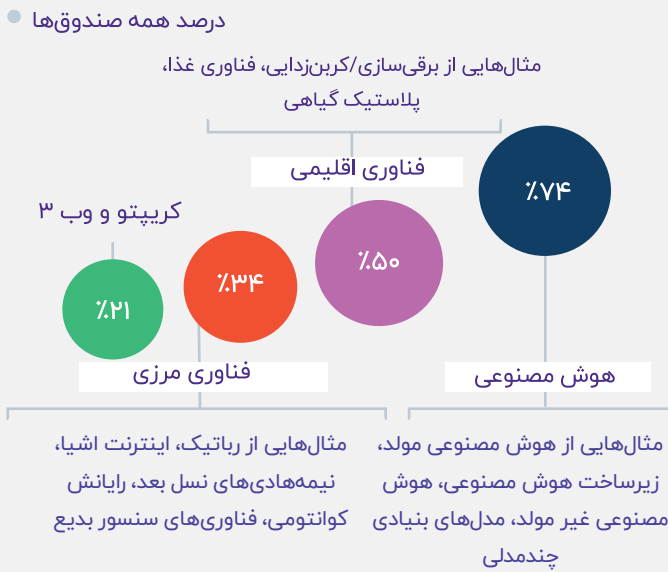 درصد همه صندوق‌ها
مثال‌هایی از برقی‌سازی/کربن‌زدایی، فناوری غذا،
پلاستیک گیاهی
فناوری اقلیمی
٪۷۴
٪۵۰
٪۳۴
٪۲۱
کریپتو و وب ۳
هوش مصنوعی
فناوری مرزی
مثال‌هایی از هوش مصنوعی مولد،
زیرساخت هوش مصنوعی، هوش
مصنوعی غیر مولد، مدل‌های بنیادی
چندمدلی
مثال‌هایی از رباتیک، اینترنت اشیا،
نیمه‌هادی‌های نسل بعد، رایانش
کوانتومی، فناوری‌های سنسور بدیع